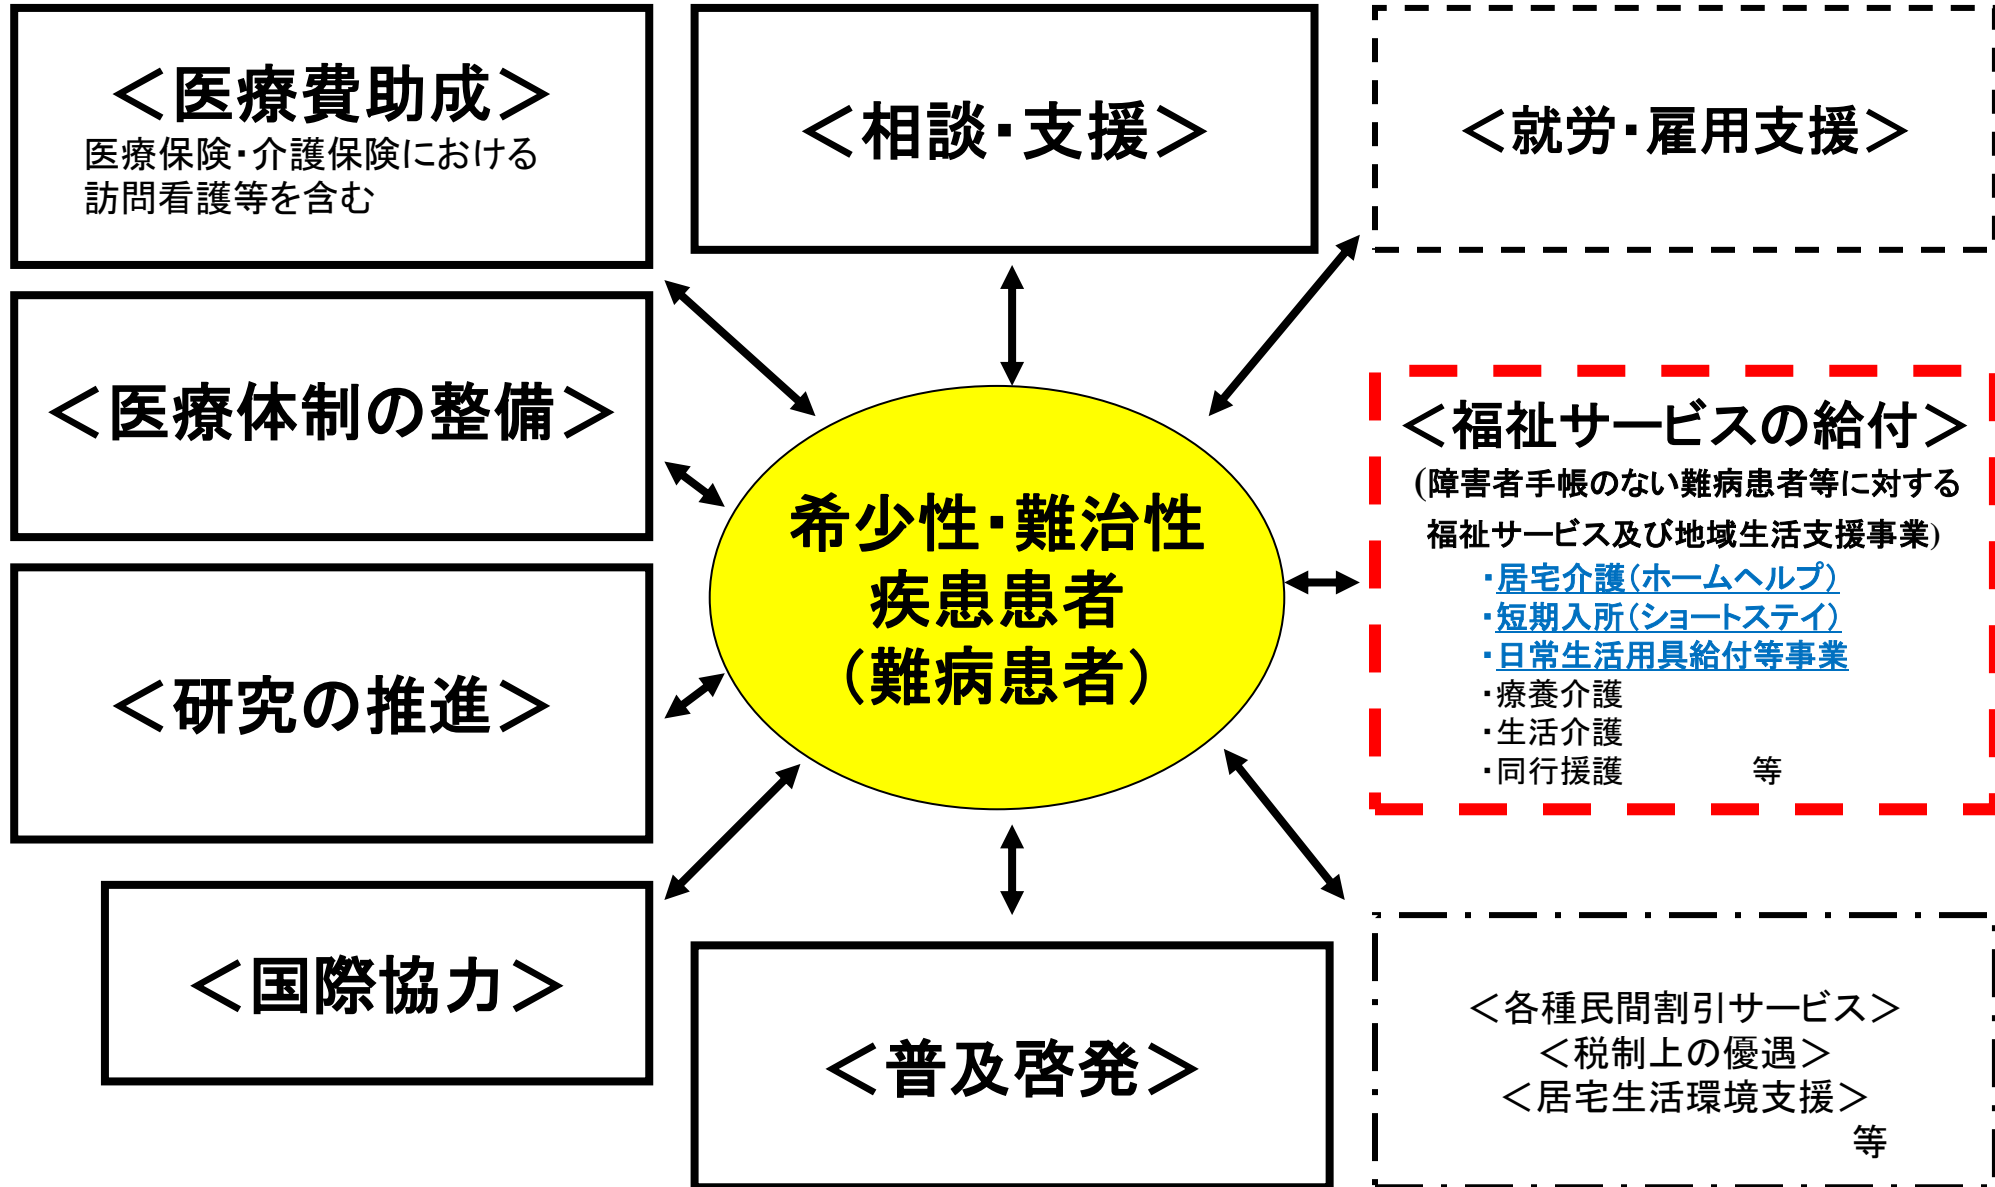 ＜医療費助成＞
医療保険・介護保険における
訪問看護等を含む
＜相談・支援＞
＜就労・雇用支援＞
＜医療体制の整備＞
＜研究の推進＞
＜国際協力＞
希少性・難治性
疾患患者
（難病患者）
＜福祉サービスの給付＞
(障害者手帳のない難病患者等に対する
福祉サービス及び地域生活支援事業)
・居宅介護（ホームヘルプ）
・短期入所（ショートステイ）
・日常生活用具給付等事業
・療養介護
・生活介護
・同行援護　　　　等
＜普及啓発＞
＜各種民間割引サービス＞
＜税制上の優遇＞
＜居宅生活環境支援＞
等